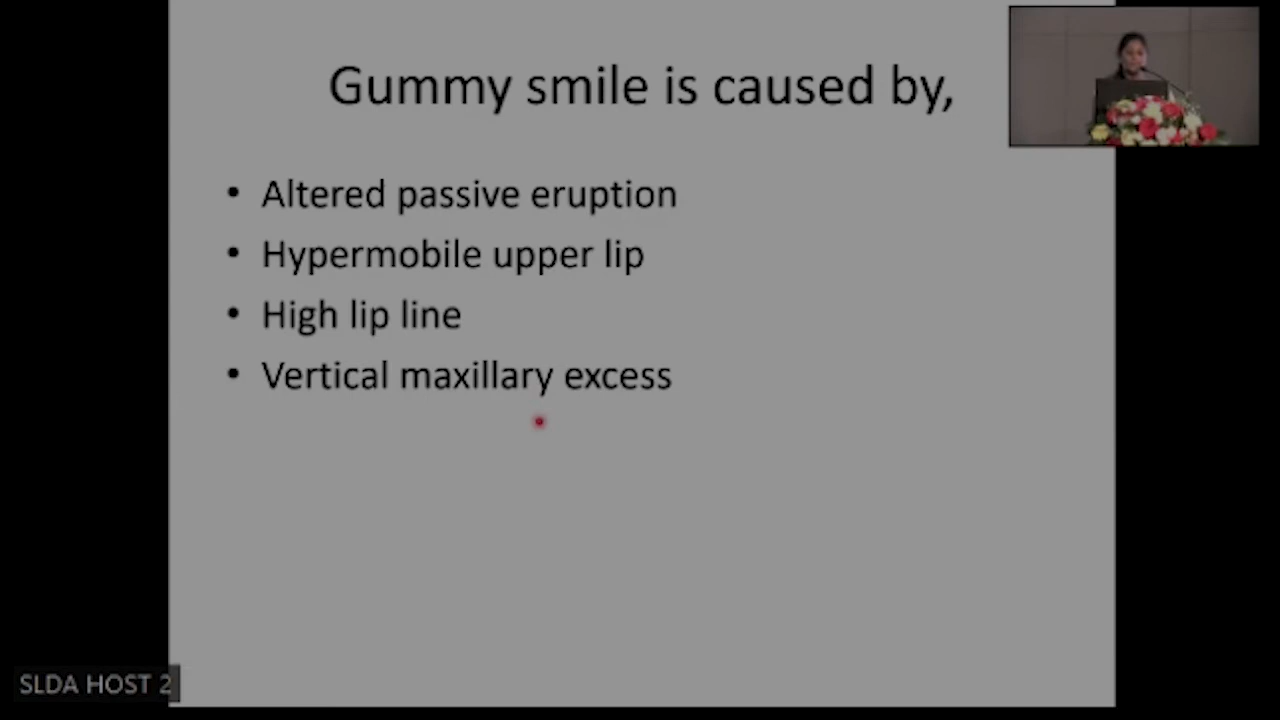 Gummy smile is caused by,
• Altered passive eruption
• Hypermobile upper lip
• High lip line
• Vertical maxillary excess
SLDA HOST 2